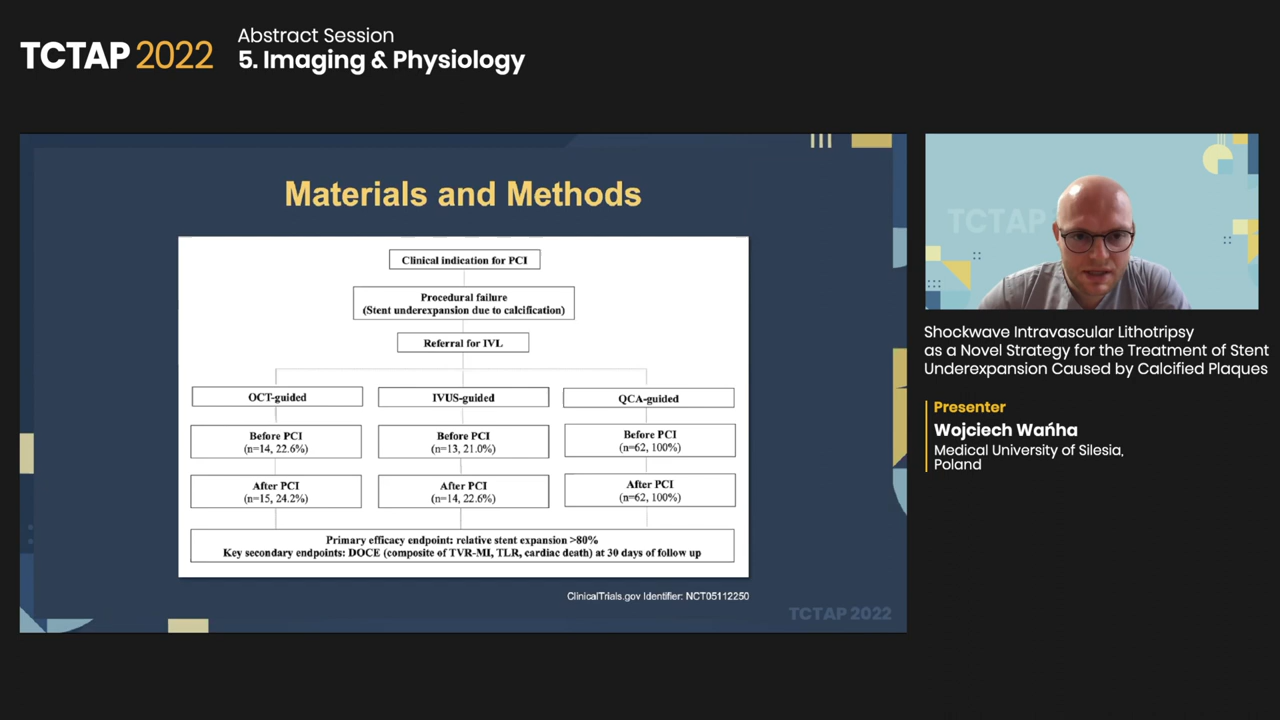 TCTAP 2022
Abstract Session
5. Imaging & Physiology
Materials and Methods
Clinical indication for PCI
Procedural failure
(Stent underexpansion due to calcification)
Referral for IVL
OCT-guided
IVUS-guided
QCA-guided
Before PCI
(n=14, 22.6%)
Before PCI
(n=13, 21.0%)
Before PCI
(n=62, 100%)
After PCI
(n=15, 24.2%)
After PCI
(n=14, 22.6%)
After PCI
(n=62, 100%)
Primary efficacy endpoint: relative stent expansion >80%
Key secondary endpoints: DOCE (composite of TVR-MI, TLR, cardiac death) at 30 days of follow up
ClinicalTrials.gov Identifier: NCT05112250
TCTAP 2022
TCTAP
Shockwave Intravascular Lithotripsy
as a Novel Strategy for the Treatment of Stent
Underexpansion Caused by Calcified Plaques
Presenter
Wojciech Wańha
Medical University of Silesia,
Poland